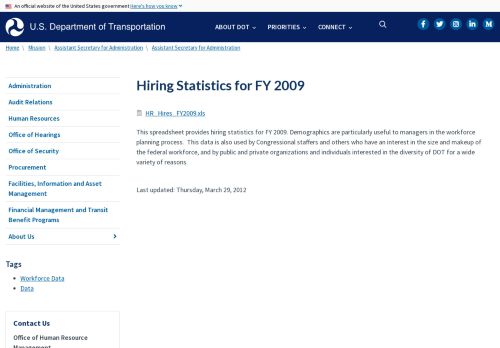 An official website of the United States government Here's how you know
U.S. Department of Transportation
ABOUT DOT
PRIORITIES
CONNECT
Home \ Mission \ Assistant Secretary for Administration \ Assistant Secretary for Administration
Administration
Audit Relations
Human Resources
Office of Hearings
Office of Security
Procurement
Facilities, Information and Asset
Management
Financial Management and Transit
Benefit Programs
About Us
Tags
Workforce Data
Data
Contact Us
Office of Human Resource
Management
Hiring Statistics for FY 2009
HR_Hires_FY2009.xls
This spreadsheet provides hiring statistics for FY 2009. Demographics are particularly useful to managers in the workforce
planning process. This data is also used by Congressional staffers and others who have an interest in the size and makeup of
the federal workforce, and by public and private organizations and individuals interested in the diversity of DOT for a wide
variety of reasons.
Last updated: Thursday, March 29, 2012